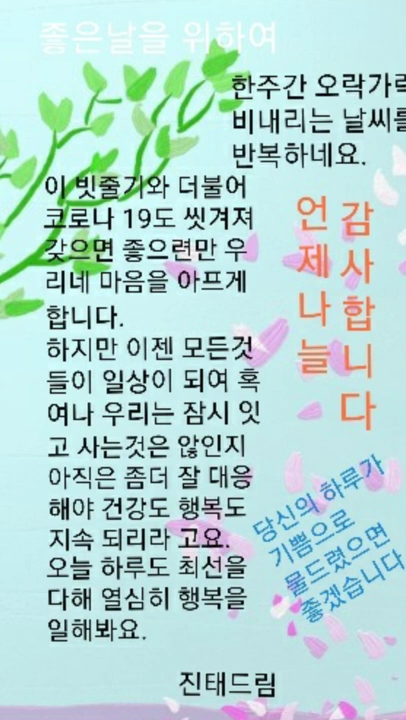 좋은날을 위하여
한주간 오락가락
비내리는 날씨를
반복하네요.
이 빗줄기와 더불어
코로나 19도 씻겨져
갖으면 좋으련만 우
리네 마음을 아프게
합니다.
하지만 이젠 모든것
들이 일상이 되여 혹
여나 우리는 잠시 잇
고 사는것은 않인지
아직은 좀더 잘 대응
해야 건강도 행복도
지속 되리라 고요.
오늘 하루도 최선을
다해 열심히 행복을
일해봐요.
진태드림
감사합니다
언제나늘
당신의 하루가
기쁨으로
물드렸으면
좋겠습니다